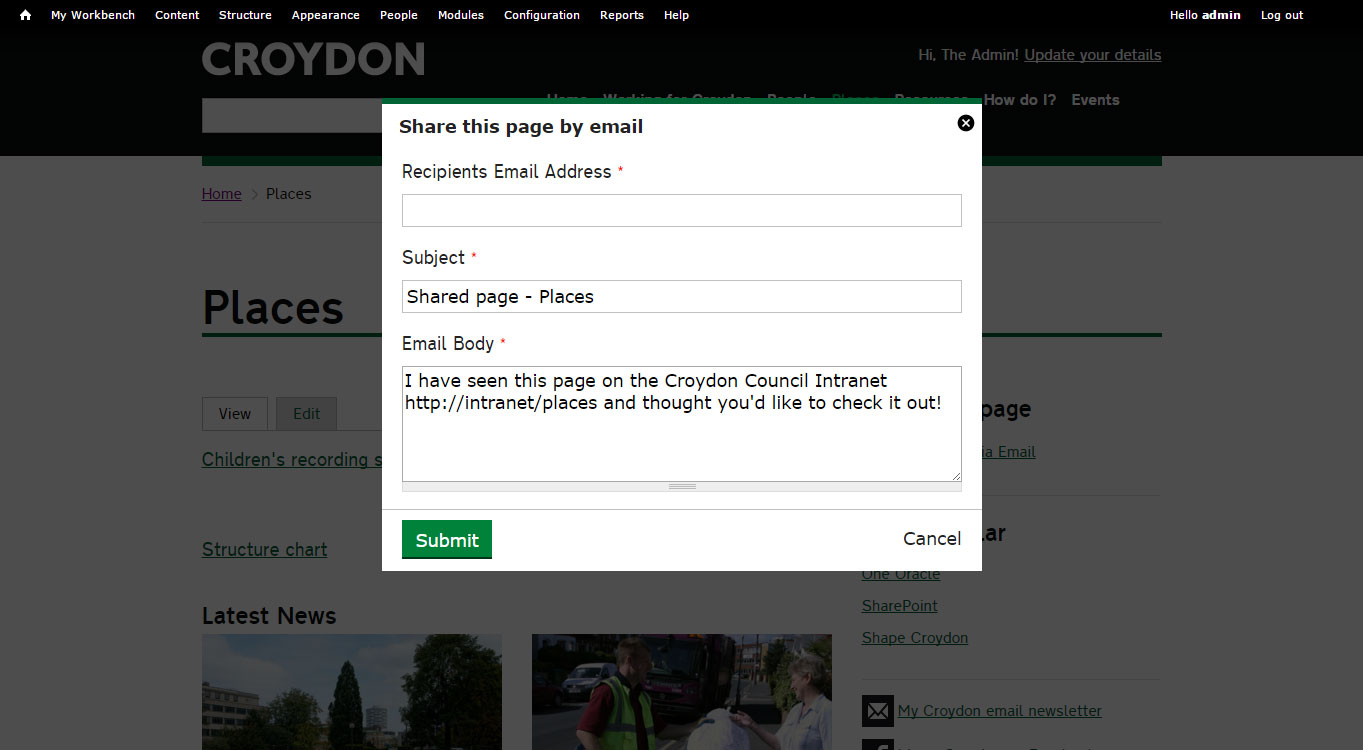 My Workbench Content Structure Appearance People Modules Configuration Reports Help Hello admin Log out
CROYDON
Hi, The Admin! Update your details
Home Working for Croydon People Places Resources How do I? Events
Share this page by email
Recipients Email Address *
Home Places
Subject *
Shared page - Places
Places
Email Body *
I have seen this page on the Croydon Council Intranet
http://intranet/places and thought you'd like to check it out!
View Edit
page
ia Email
Children's recording s
Submit Cancel
ar
Structure chart
One Oracle
SharePoint
Latest News
Shape Croydon
My Croydon email newsletter